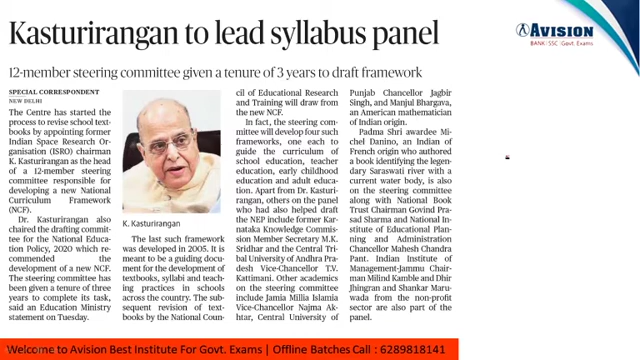 Kasturirangan to lead syllabus panel
AVISION
BANK|SSC|Govt. Exams
12-member steering committee given a tenure of 3 years to draft framework
SPECIAL CORRESPONDENT
NEW DELHI
The Centre has started the
process to revise school text-
books by appointing former
Indian Space Research Or-
ganisation (ISRO) chairman
K. Kasturirangan as the head
of a 12-member steering
committee responsible for
developing a new National
Curriculum Framework
(NCF).
Dr. Kasturirangan also
chaired the drafting commit-
tee for the National Educa-
tion Policy, 2020 which re-
commended the
development of a new NCF.
The steering committee has
been given a tenure of three
years to complete its task,
said an Education Ministry
statement on Tuesday.
K. Kasturirangan
The last such framework
was developed in 2005. It is
meant to be a guiding docu-
ment for the development of
textbooks, syllabi and teach-
ing practices in schools
across the country. The sub-
sequent revision of text-
books by the National Coun-
cil of Educational Research
and Training will draw from
the new NCF.
In fact, the steering com-
mittee will develop four such
frameworks, one each to
guide the curriculum of
school education, teacher
education, early childhood
education and adult educa-
tion. Apart from Dr. Kasturi-
rangan, others on the panel
who had also helped draft
the NEP include former Kar-
nataka Knowledge Commis-
sion Member Secretary M.K.
Sridhar and the Central Tri-
bal University of Andhra Pra-
desh Vice-Chancellor T.V.
Kattimani. Other academics
on the steering committee
include Jamia Millia Islamia
Vice-Chancellor Najma Ak-
htar, Central University of
Punjab Chancellor Jagbir
Singh, and Manjul Bhargava,
an American mathematician
of Indian origin.
Padma Shri awardee Mi-
chel Danino, an Indian of
French origin who authored
a book identifying the legen-
dary Saraswati river with a
current water body, is also
on the steering committee
along with National Book
Trust Chairman Govind Pra-
sad Sharma and National In-
stitute of Educational Plan-
ning and Administration
Chancellor Mahesh Chandra
Pant. Indian Institute of
Management-Jammu Chair-
man Milind Kamble and Dhir
Jhingran and Shankar Maru-
wada from the non-profit
sector are also part of the
panel.
Welcome to Avision Best Institute For Govt. Exams | Offline Batches Call : 6289818141